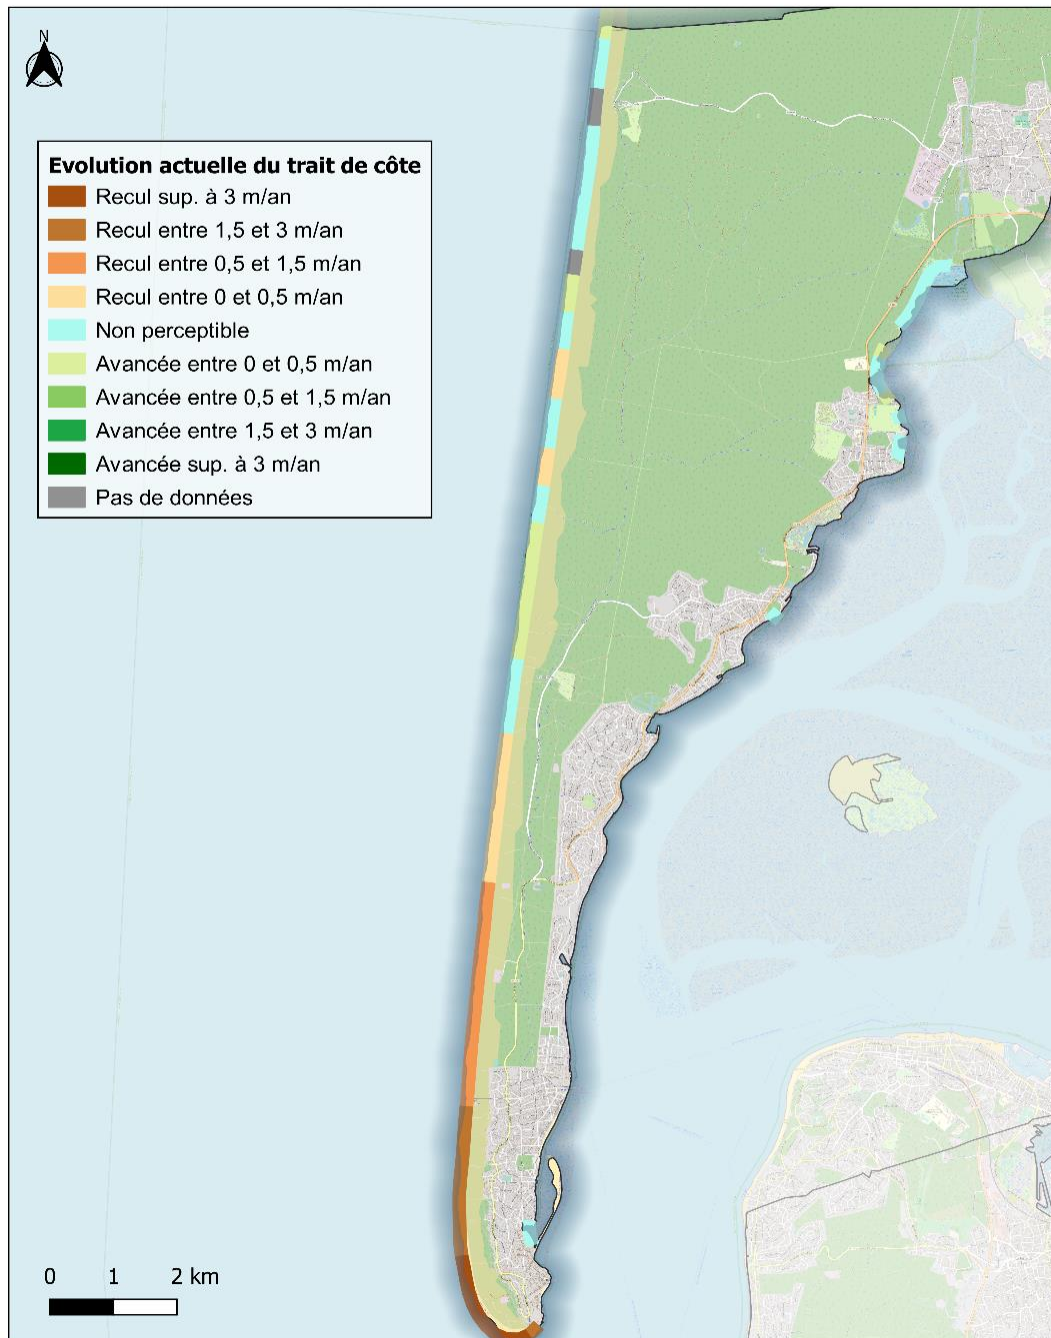 N
Evolution actuelle du trait de côte
Recul sup. à 3 m/an
Recul entre 1,5 et 3 m/an
Recul entre 0,5 et 1,5 m/an
Recul entre 0 et 0,5 m/an
Non perceptible
Avancée entre 0 et 0,5 m/an
Avancée entre 0,5 et 1,5 m/an
Avancée entre 1,5 et 3 m/an
Avancée sup. à 3 m/an
Pas de données
0 1 2 km